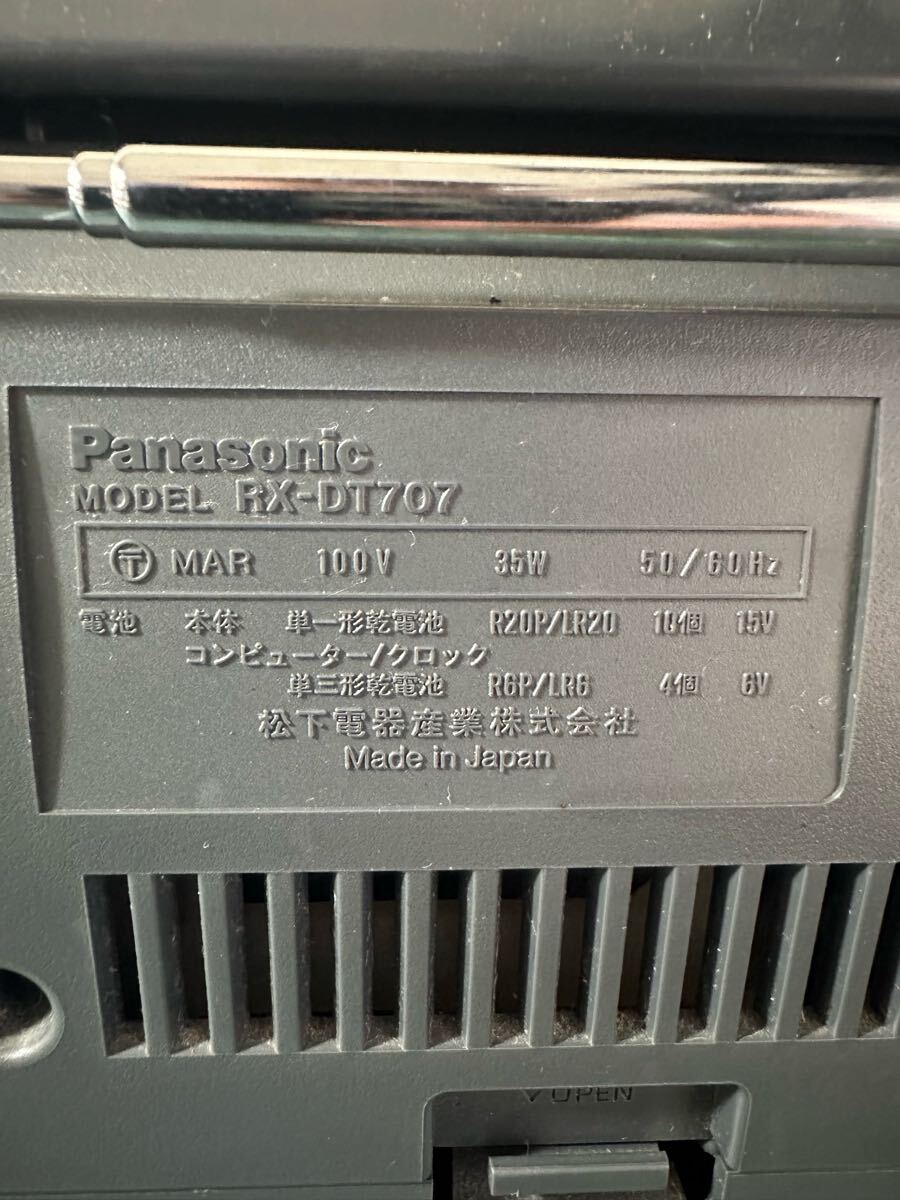 Panasonic
MODEL RX-DT707
〒 MAR 100V 35W 50/60Hz
電池 本体 単一形乾電池 R20P/LR20 10個 15V
コンピューター/クロック
単三形乾電池 R6P/LR6 4個 6V
松下電器産業株式会社
Made in Japan
OPEN